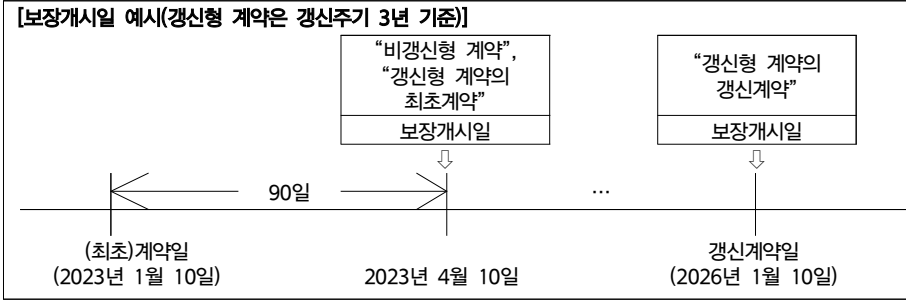 [보장개시일 예시(갱신형 계약은 갱신주기 3년 기준)]
“비갱신형 계약”,
“갱신형 계약의
최초계약”
보장개시일
“갱신형 계약의
갱신계약”
보장개시일
90일
...
(최초)계약일
(2023년 1월 10일)
2023년 4월 10일
갱신계약일
(2026년 1월 10일)